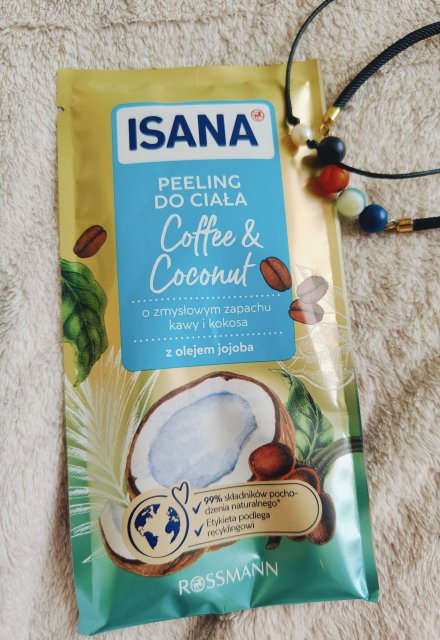 ISANA
PEELING
DO CIAŁA
Coffee &
Coconut
o zmysłowym zapachu
kawy i kokosa
z olejem jojoba
99% składników pocho-
dzenia naturalnego*
Etykieta podlega
recyklingowi
ROSSMANN